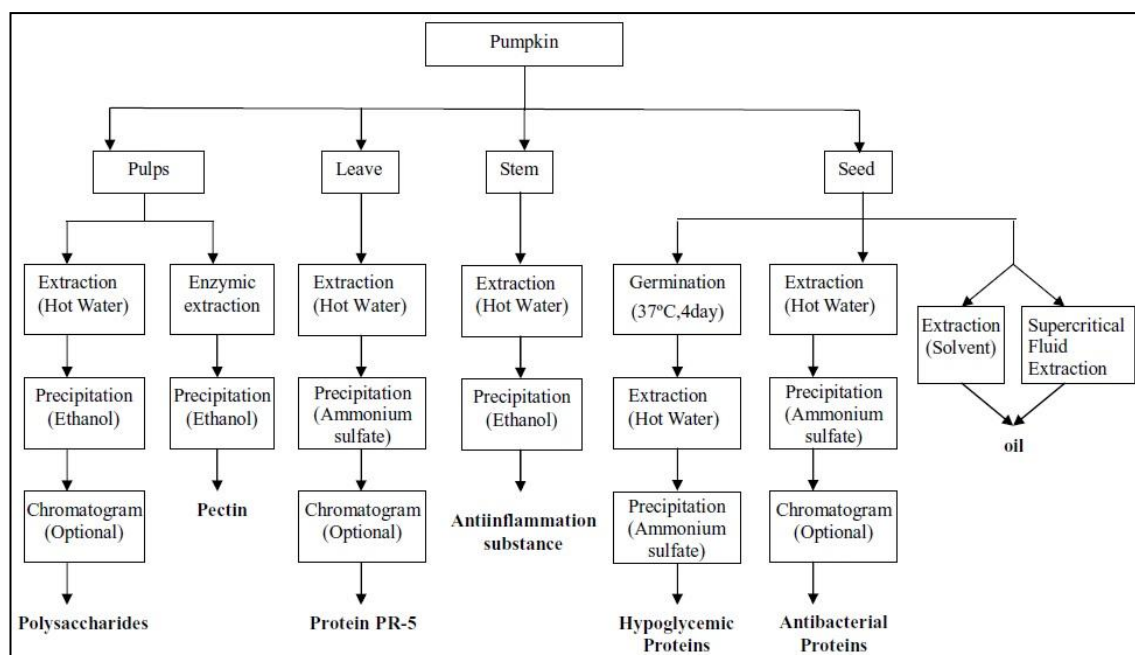 Pumpkin
Pulps
Leave
Stem
Seed
Extraction
(Hot Water)
Precipitation
(Ethanol)
Chromatogram
(Optional)
Polysaccharides
Enzymic
extraction
Precipitation
(Ethanol)
Pectin
Extraction
(Hot Water)
Precipitation
(Ammonium
sulfate)
Chromatogram
(Optional)
Protein PR-5
Extraction
(Hot Water)
Precipitation
(Ethanol)
Antiinflammation
substance
Germination
(37ºC,4day)
Extraction
(Hot Water)
Precipitation
(Ammonium
sulfate)
Hypoglycemic
Proteins
Extraction
(Hot Water)
Precipitation
(Ammonium
sulfate)
Chromatogram
(Optional)
Antibacterial
Proteins
Extraction
(Solvent)
Supercritical
Fluid
Extraction
oil